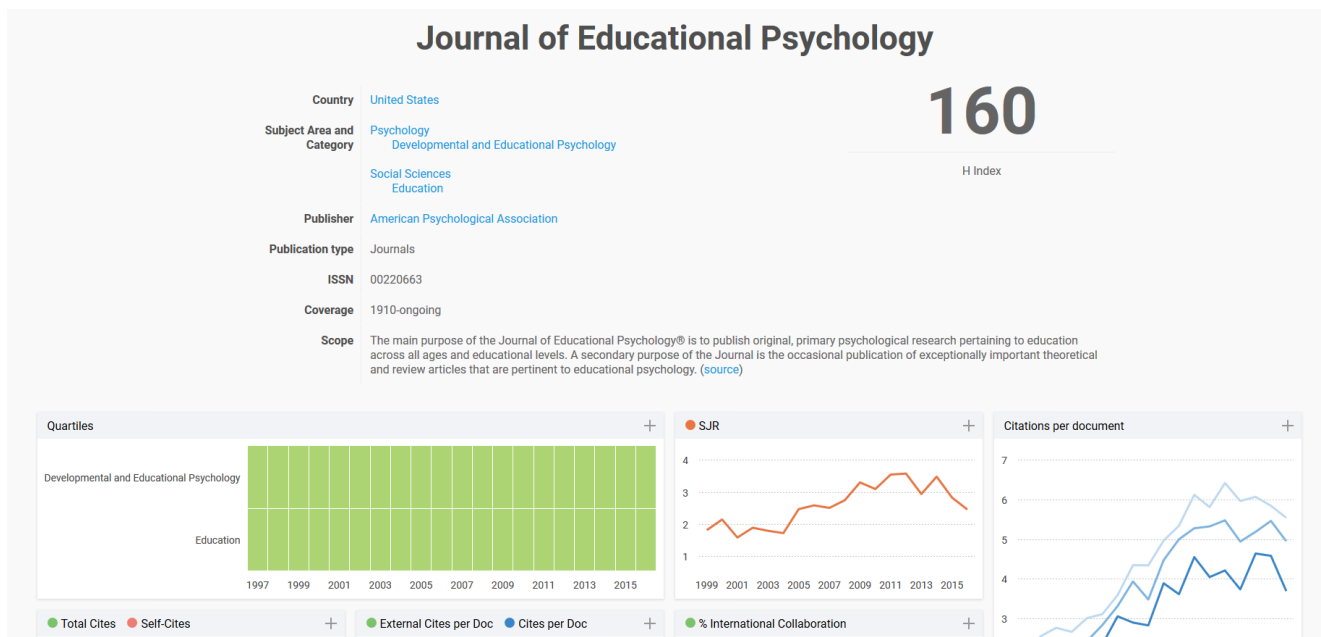 Journal of Educational Psychology
Country United States
160
Subject Area and Category Psychology
Developmental and Educational Psychology
H Index
Social Sciences
Education
Publisher American Psychological Association
Publication type Journals
ISSN 00220663
Coverage 1910-ongoing
Scope The main purpose of the Journal of Educational Psychology® is to publish original, primary psychological research pertaining to education
across all ages and educational levels. A secondary purpose of the Journal is the occasional publication of exceptionally important theoretical
and review articles that are pertinent to educational psychology. (source)
Quartiles
Developmental and Educational Psychology
Education
1997 1999 2001 2003 2005 2007 2009 2011 2013 2015
SJR
4
3
2
1
1999 2001 2003 2005 2007 2009 2011 2013 2015
Citations per document
7
6
5
4
3
Total Cites Self-Cites
External Cites per Doc Cites per Doc
% International Collaboration